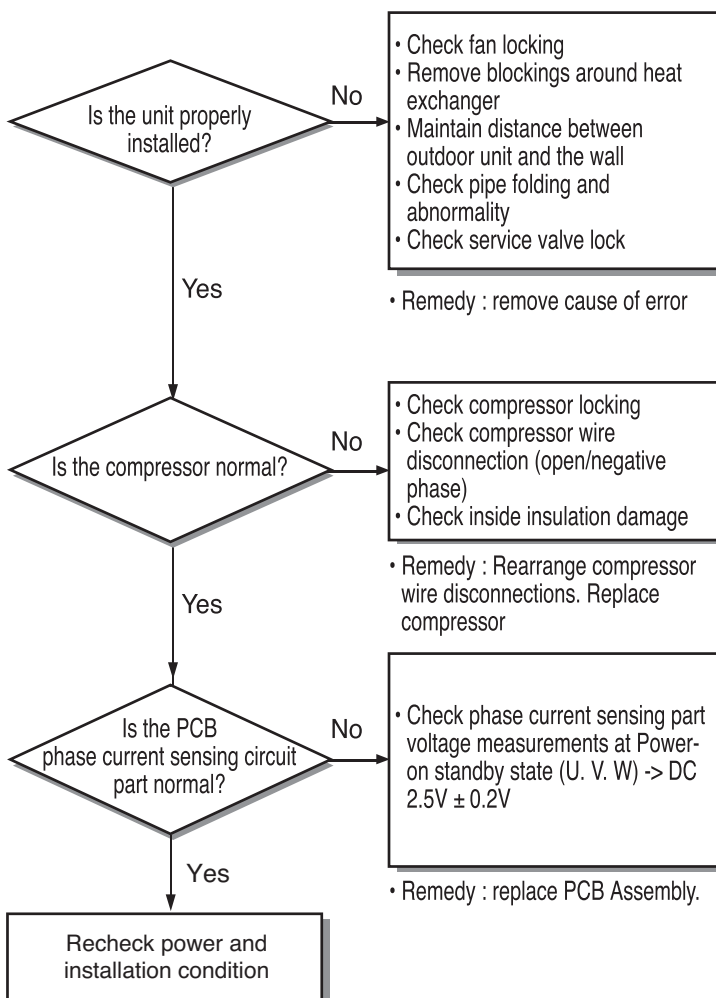 Is the unit properly
installed?
No
• Check fan locking
• Remove blockings around heat
exchanger
• Maintain distance between
outdoor unit and the wall
• Check pipe folding and
abnormality
• Check service valve lock
• Remedy : remove cause of error
Yes
Is the compressor normal?
No
• Check compressor locking
• Check compressor wire
disconnection (open/negative
phase)
• Check inside insulation damage
• Remedy : Rearrange compressor
wire disconnections. Replace
compressor
Yes
Is the PCB
phase current sensing circuit
part normal?
No
• Check phase current sensing part
voltage measurements at Power-
on standby state (U. V. W) -> DC
2.5V ± 0.2V
• Remedy : replace PCB Assembly.
Yes
Recheck power and
installation condition